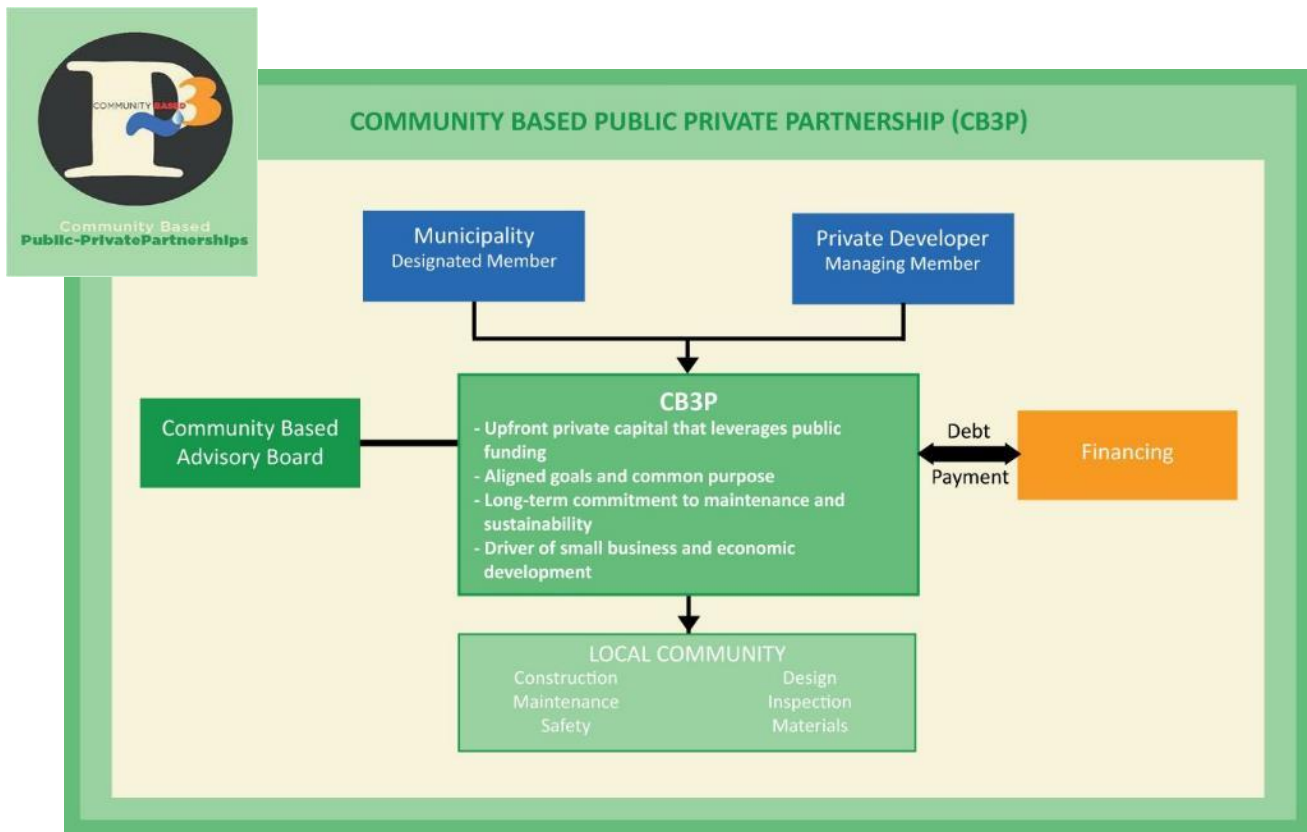 COMMUNITY BASED
3
Community Based
Public-PrivatePartnerships
COMMUNITY BASED PUBLIC PRIVATE PARTNERSHIP (CB3P)
Municipality
Designated Member
Private Developer
Managing Member
Community Based
Advisory Board
CB3P
- Upfront private capital that leverages public
funding
- Aligned goals and common purpose
- Long-term commitment to maintenance and
sustainability
- Driver of small business and economic
development
Debt
Payment
Financing
LOCAL COMMUNITY
Construction
Design
Maintenance
Inspection
Safety
Materials